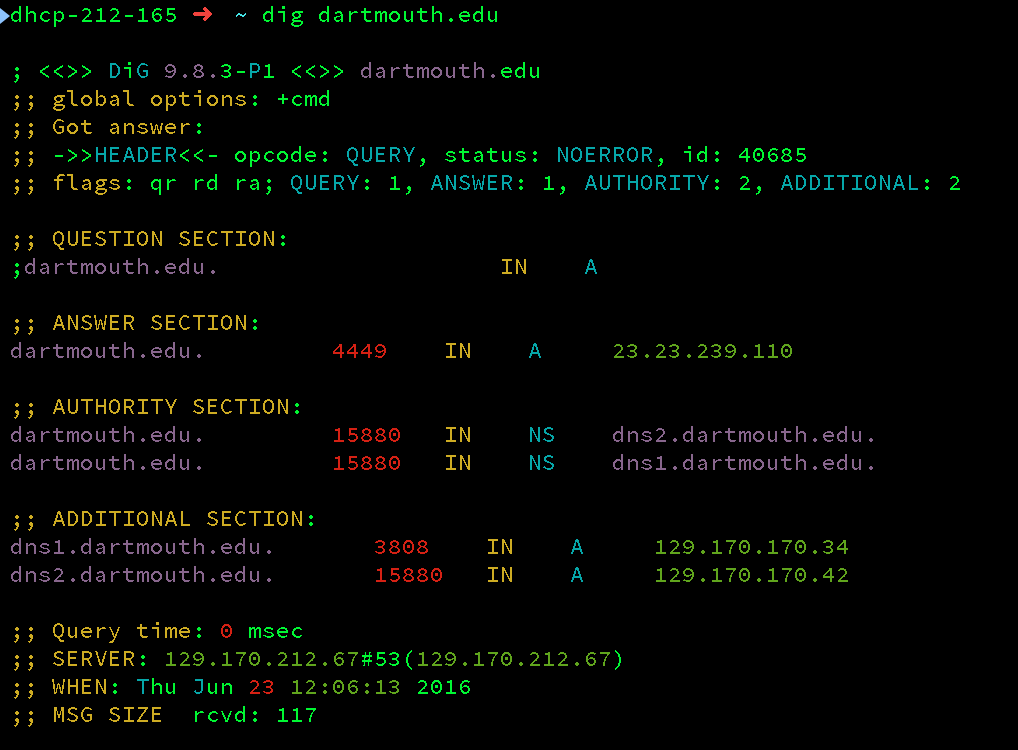 dhcp-212-165 ➜  ~ dig dartmouth.edu
; <<>> DiG 9.8.3-P1 <<>> dartmouth.edu
;; global options: +cmd
;; Got answer:
;; ->>HEADER<<- opcode: QUERY, status: NOERROR, id: 40685
;; flags: qr rd ra; QUERY: 1, ANSWER: 1, AUTHORITY: 2, ADDITIONAL: 2
;; QUESTION SECTION:
;dartmouth.edu. IN A
;; ANSWER SECTION:
dartmouth.edu. 4449 IN A 23.23.239.110
;; AUTHORITY SECTION:
dartmouth.edu. 15880 IN NS dns2.dartmouth.edu.
dartmouth.edu. 15880 IN NS dns1.dartmouth.edu.
;; ADDITIONAL SECTION:
dns1.dartmouth.edu. 3808 IN A 129.170.170.34
dns2.dartmouth.edu. 15880 IN A 129.170.170.42
;; Query time: 0 msec
;; SERVER: 129.170.212.67#53(129.170.212.67)
;; WHEN: Thu Jun 23 12:06:13 2016
;; MSG SIZE  rcvd: 117